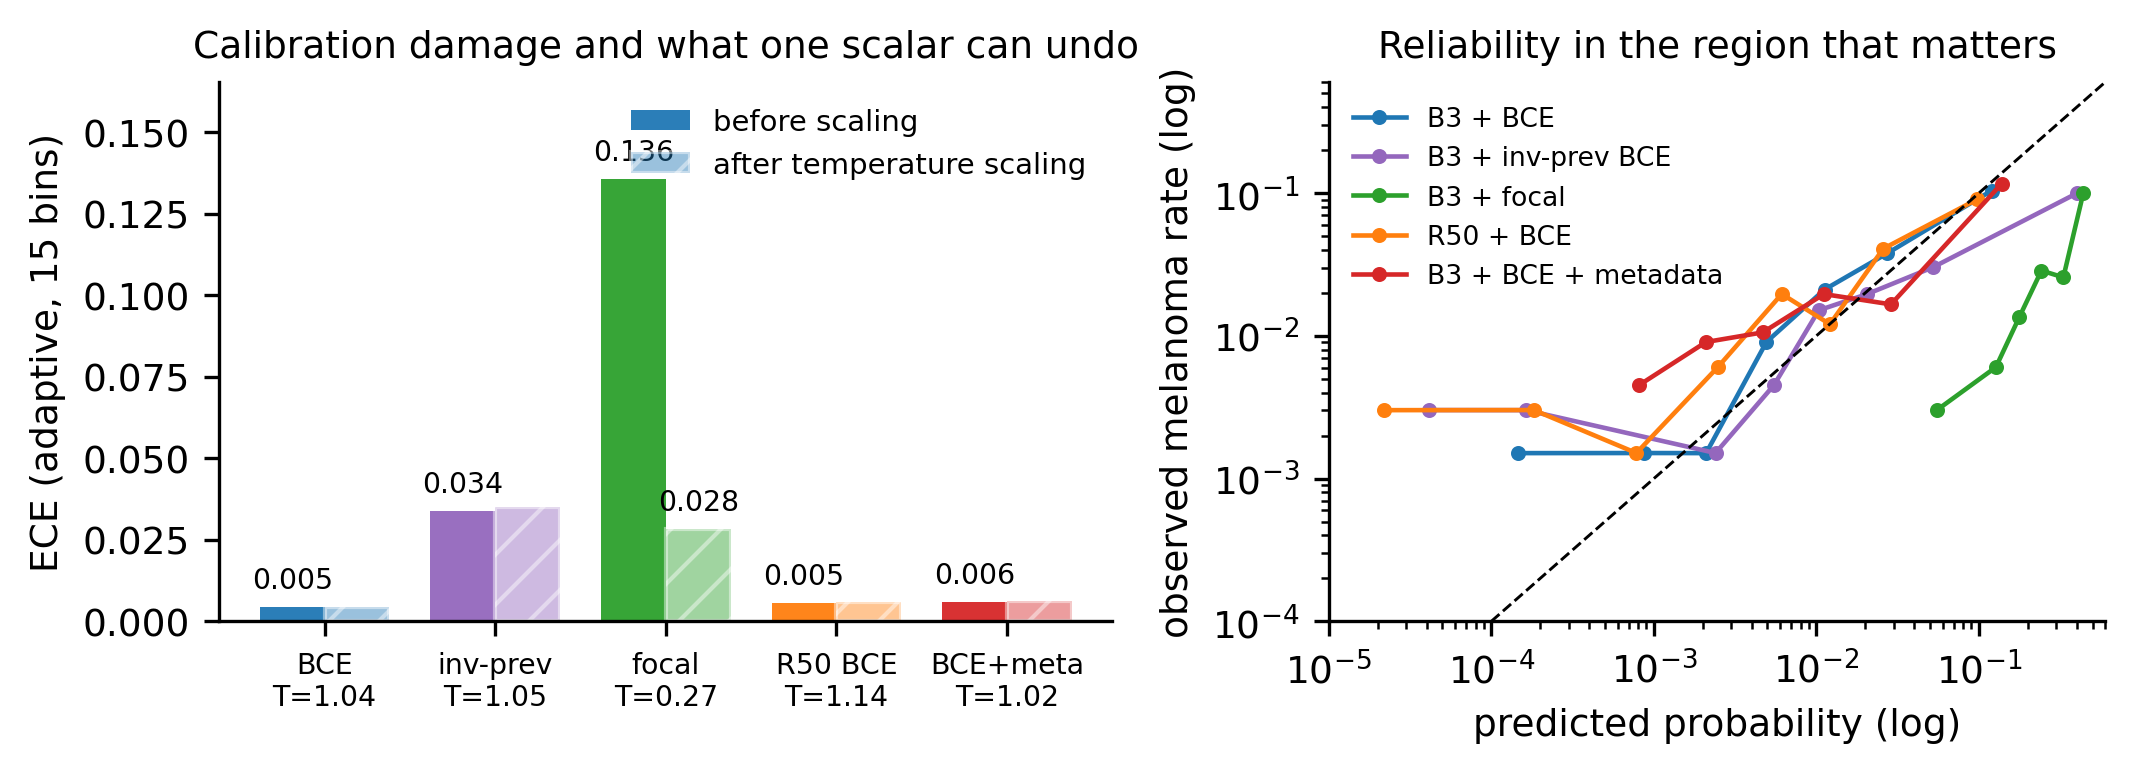 Calibration damage and what one scalar can undo
ECE (adaptive, 15 bins)
0.150
0.125
0.100
0.075
0.050
0.025
0.000
before scaling
after temperature scaling
0.005
0.034
0.136
0.028
0.005
0.006
BCE
T=1.04
inv-prev
T=1.05
focal
T=0.27
R50 BCE
T=1.14
BCE+meta
T=1.02
Reliability in the region that matters
observed melanoma rate (log)
B3 + BCE
B3 + inv-prev BCE
B3 + focal
R50 + BCE
B3 + BCE + metadata
10⁻¹
10⁻²
10⁻³
10⁻⁴
10⁻⁵
10⁻⁴
10⁻³
10⁻²
10⁻¹
predicted probability (log)